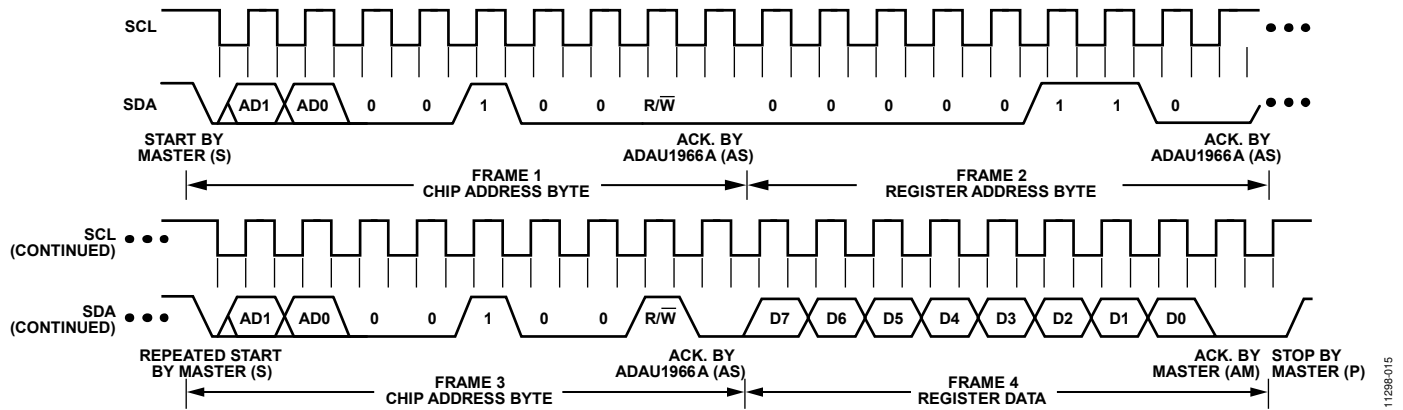 SCL
SDA AD1 AD0 0 0 1 0 0 R/W̅ 0 0 0 0 0 1 1 0
START BY
MASTER (S)
ACK. BY
ADAU1966A (AS)
ACK. BY
ADAU1966A (AS)
FRAME 1
CHIP ADDRESS BYTE
FRAME 2
REGISTER ADDRESS BYTE
SCL
(CONTINUED)
SDA
(CONTINUED)
AD1 AD0 0 0 1 0 0 R/W̅ D7 D6 D5 D4 D3 D2 D1 D0
REPEATED START
BY MASTER (S)
ACK. BY
ADAU1966A (AS)
ACK. BY
MASTER (AM)
STOP BY
MASTER (P)
FRAME 3
CHIP ADDRESS BYTE
FRAME 4
REGISTER DATA
11298-015